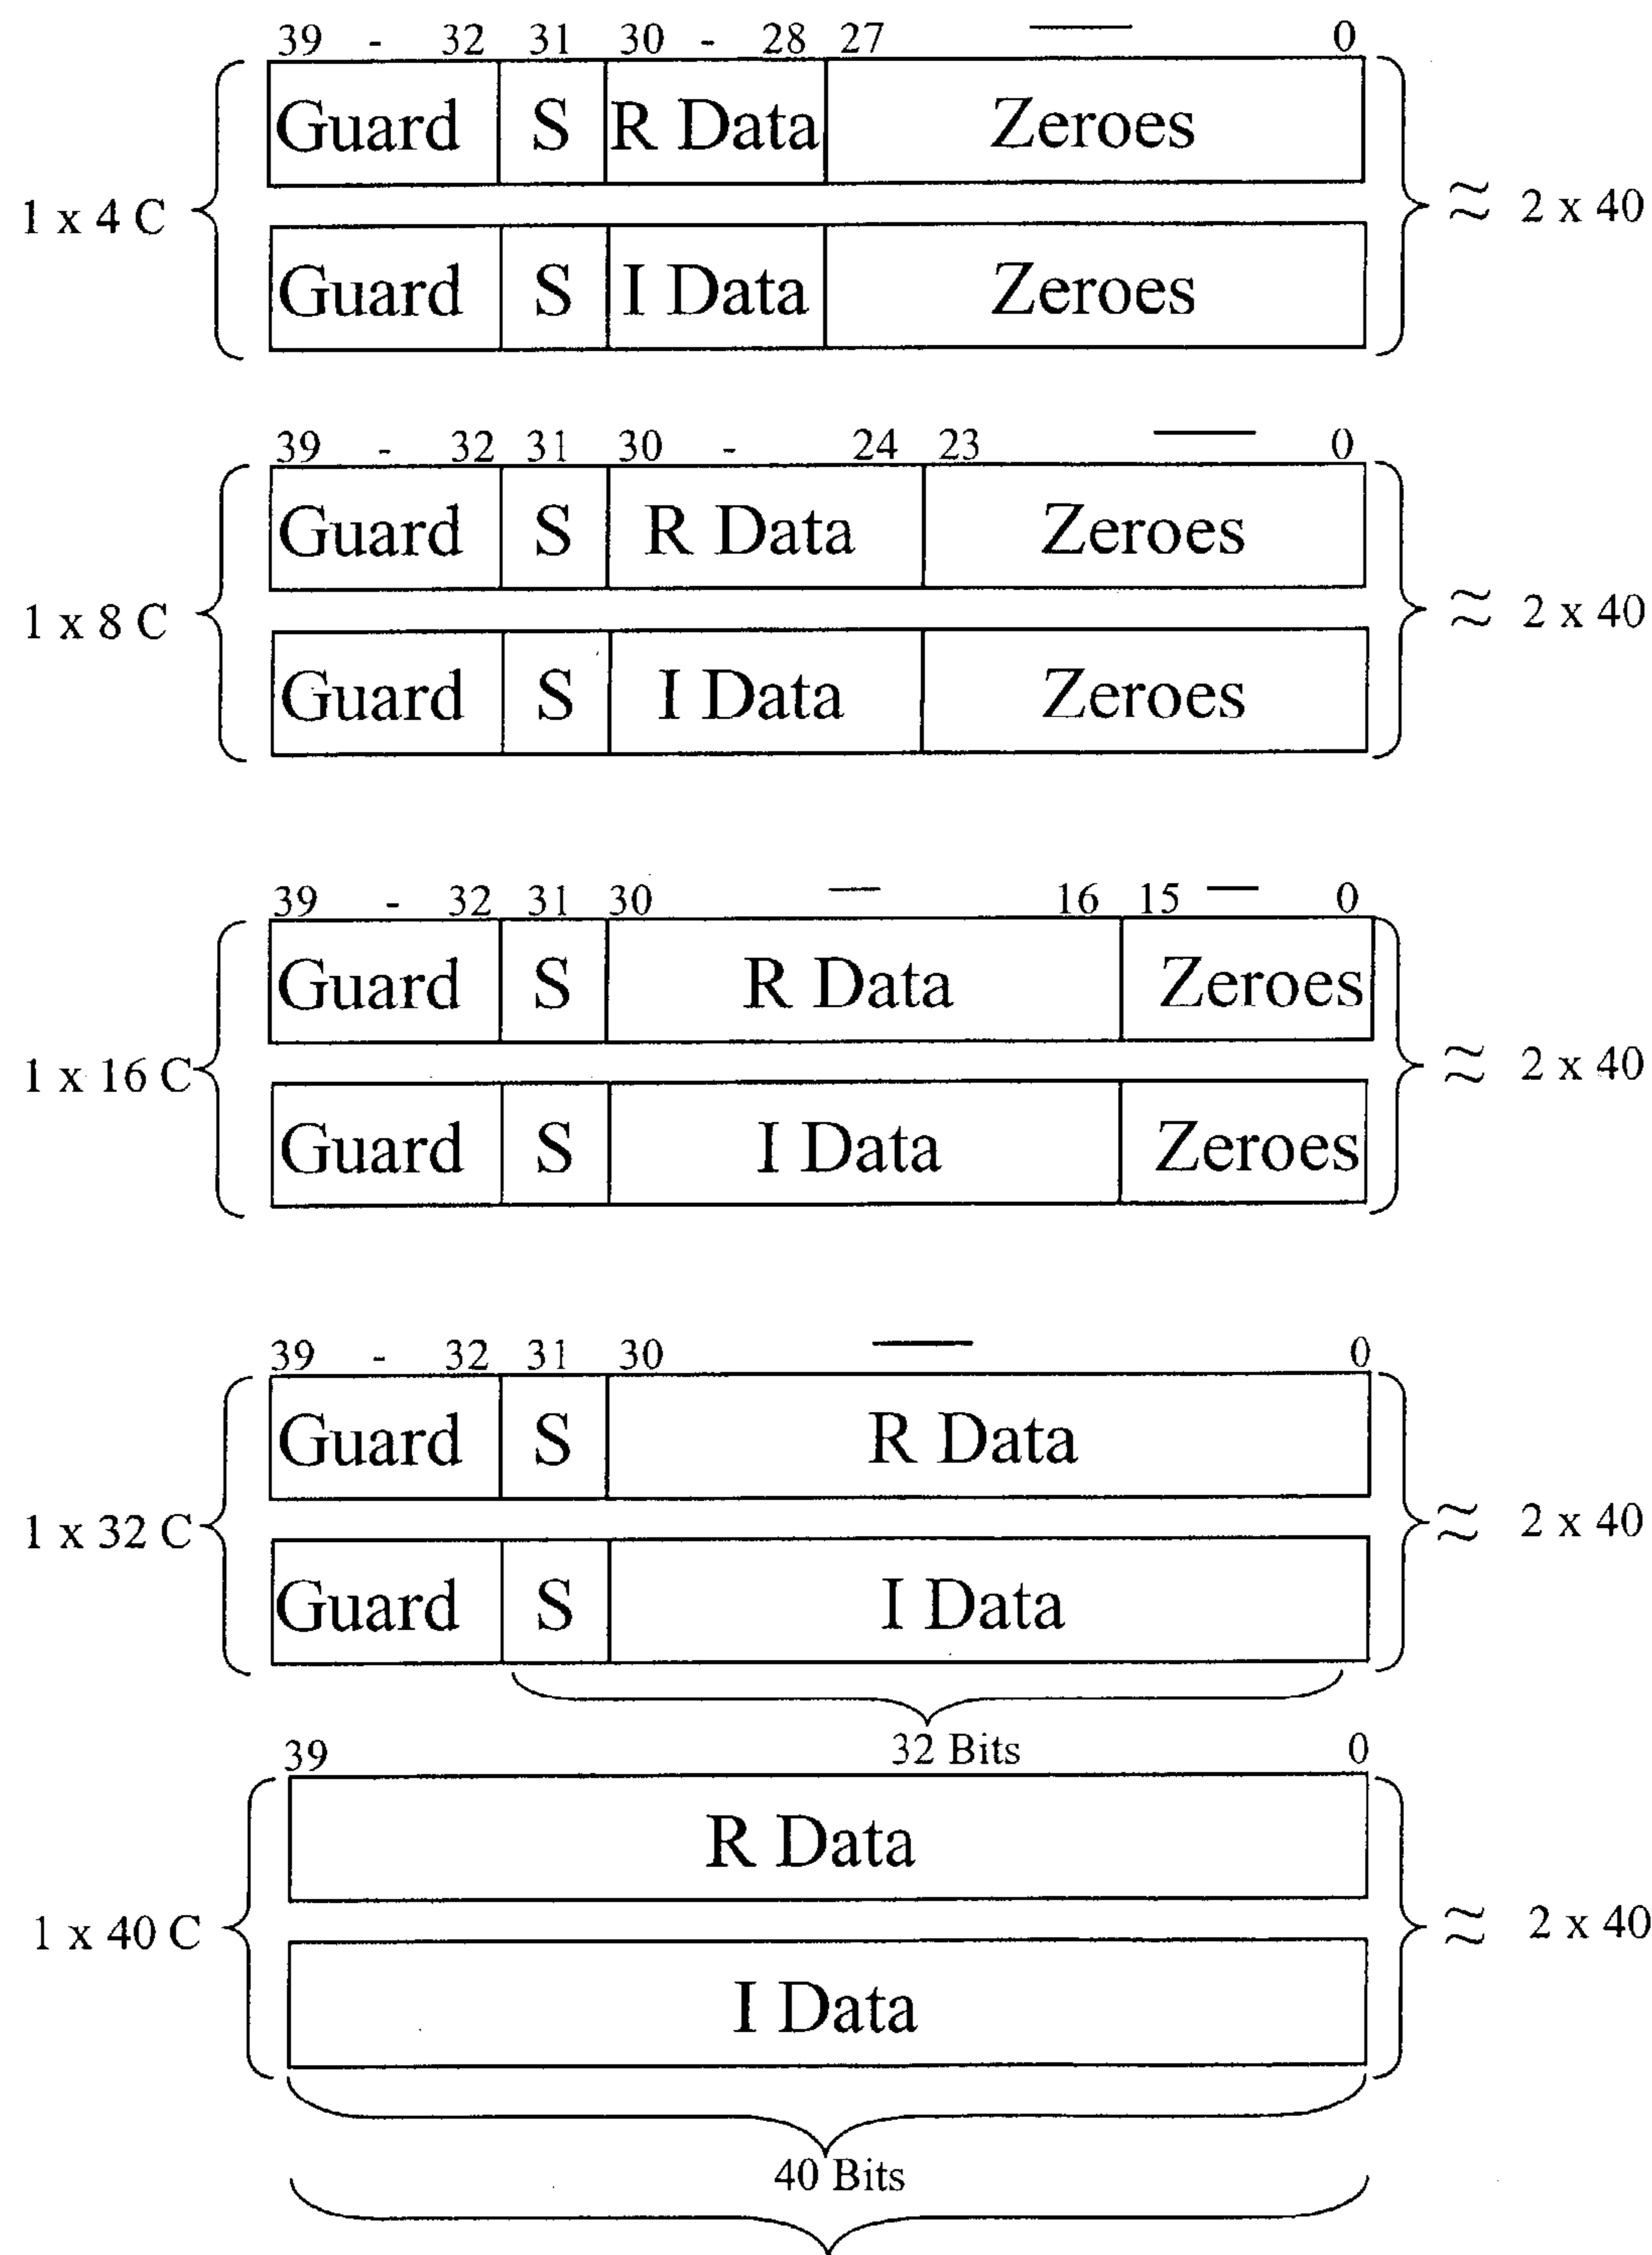 39 - 32 31 30 - 28 27 — 0
Guard S R Data Zeroes
1 x 4 C ≈ 2 x 40
Guard S I Data Zeroes
39 - 32 31 30 - 24 23 — 0
Guard S R Data Zeroes
1 x 8 C ≈ 2 x 40
Guard S I Data Zeroes
39 - 32 31 30 — 16 15 — 0
Guard S R Data Zeroes
1 x 16 C ≈ 2 x 40
Guard S I Data Zeroes
39 - 32 31 30 — 0
Guard S R Data
1 x 32 C ≈ 2 x 40
Guard S I Data
32 Bits
39 0
R Data
1 x 40 C ≈ 2 x 40
I Data
40 Bits